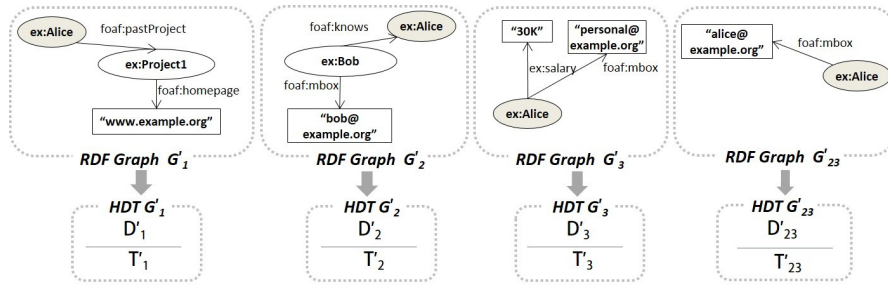 ex:Alice
foaf:pastProject
ex:Project1
foaf:homepage
"www.example.org"
RDF Graph G'1
HDT G'1
D'1
T'1
foaf:knows
ex:Alice
ex:Bob
foaf:mbox
"bob@
example.org"
RDF Graph G'2
HDT G'2
D'2
T'2
"30K"
"personal@
example.org"
ex:salary
foaf:mbox
ex:Alice
RDF Graph G'3
HDT G'3
D'3
T'3
"alice@
example.org"
foaf:mbox
ex:Alice
RDF Graph G'23
HDT G'23
D'23
T'23